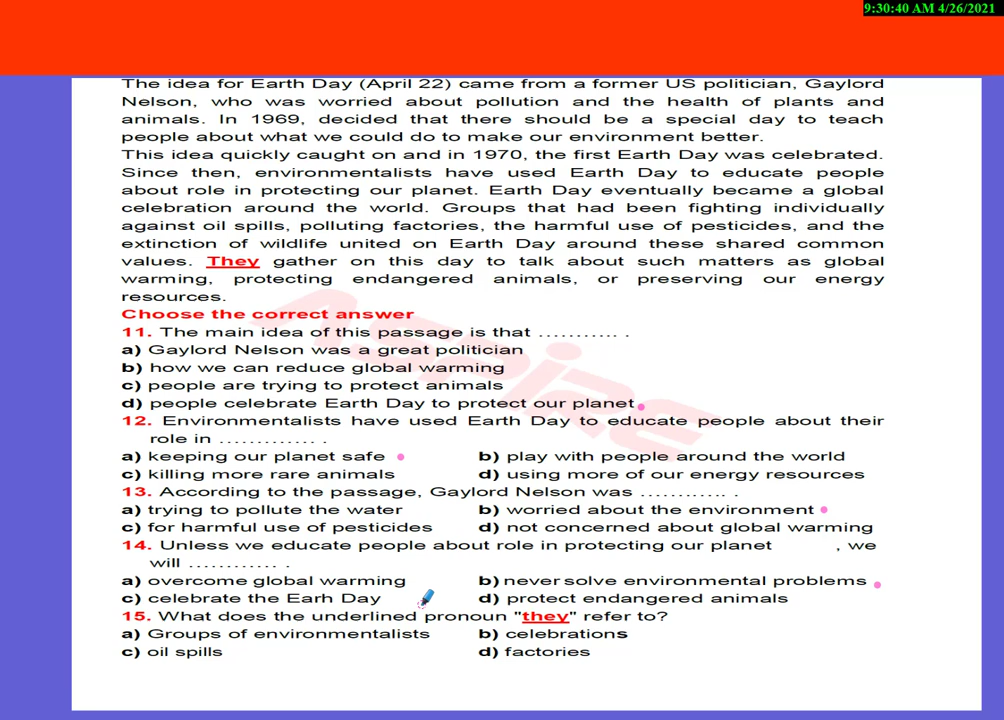 9:30:40 AM 4/26/2021
The idea for Earth Day (April 22) came from a former US politician, Gaylord
Nelson, who was worried about pollution and the health of plants and
animals. In 1969, decided that there should be a special day to teach
people about what we could do to make our environment better.
This idea quickly caught on and in 1970, the first Earth Day was celebrated.
Since then, environmentalists have used Earth Day to educate people
about role in protecting our planet. Earth Day eventually became a global
celebration around the world. Groups that had been fighting individually
against oil spills, polluting factories, the harmful use of pesticides, and the
extinction of wildlife united on Earth Day around these shared common
values. They gather on this day to talk about such matters as global
warming, protecting endangered animals, or preserving our energy
resources.
Choose the correct answer
11. The main idea of this passage is that ........... .
a) Gaylord Nelson was a great politician
b) how we can reduce global warming
c) people are trying to protect animals
d) people celebrate Earth Day to protect our planet
12. Environmentalists have used Earth Day to educate people about their
role in ............. .
a) keeping our planet safe b) play with people around the world
c) killing more rare animals d) using more of our energy resources
13. According to the passage, Gaylord Nelson was ............ .
a) trying to pollute the water b) worried about the environment
c) for harmful use of pesticides d) not concerned about global warming
14. Unless we educate people about role in protecting our planet , we
will ............ .
a) overcome global warming b) never solve environmental problems
c) celebrate the Earh Day d) protect endangered animals
15. What does the underlined pronoun "they" refer to?
a) Groups of environmentalists b) celebrations
c) oil spills d) factories
ASPIRE